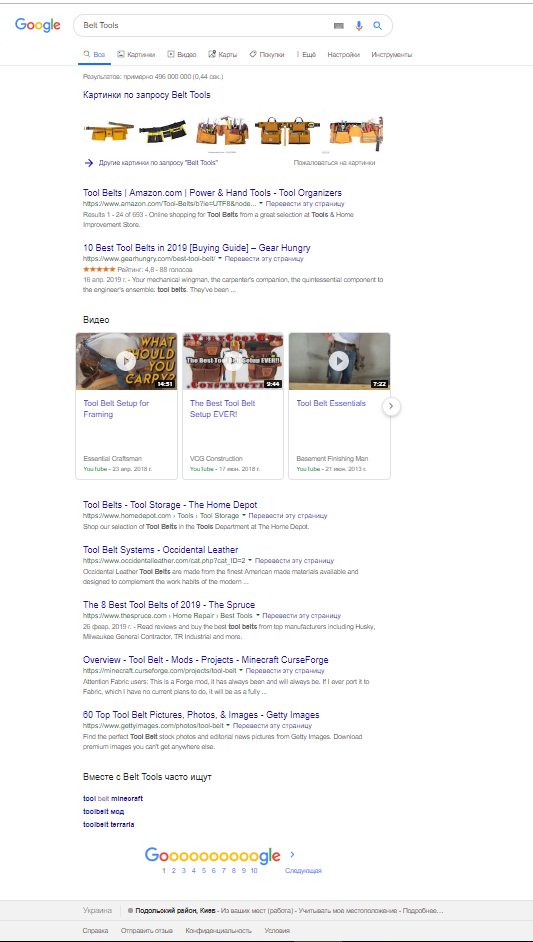 Google
Belt Tools
Все Картинки Видео Карты Покупки Ещё Настройки Инструменты
Результатов: примерно 496 000 000 (0,44 сек.)
Картинки по запросу Belt Tools
Другие картинки по запросу "Belt Tools" Пожаловаться на картинки
Tool Belts | Amazon.com | Power & Hand Tools - Tool Organizers
https://www.amazon.com/Tool-Belts/b?ie=UTF8&node... Перевести эту страницу
Results 1 - 24 of 693 - Online shopping for Tool Belts from a great selection at Tools & Home
Improvement Store.
10 Best Tool Belts in 2019 [Buying Guide] – Gear Hungry
https://www.gearhungry.com/best-tool-belt/ Перевести эту страницу
Рейтинг: 4,8 - 88 голосов
16 апр. 2019 г. - Your mechanical wingman, the carpenter's companion, the quintessential component to
the engineer's ensemble: tool belts. They've been ...
Видео
WHAT SHOULD YOU CARRY?
14:51
The Best Tool Belt Setup EVER!!
9:44
7:22
Tool Belt Setup for
Framing
The Best Tool Belt
Setup EVER!
Tool Belt Essentials
Essential Craftsman
YouTube - 23 апр. 2018 г.
VCG Construction
YouTube - 17 июн. 2018 г.
Basement Finishing Man
YouTube - 21 июн. 2013 г.
Tool Belts - Tool Storage - The Home Depot
https://www.homedepot.com › Tools › Tool Storage Перевести эту страницу
Shop our selection of Tool Belts in the Tools Department at The Home Depot.
Tool Belt Systems - Occidental Leather
https://www.occidentalleather.com/cat.php?cat_ID=2 Перевести эту страницу
Occidental Leather Tool Belts are made from the finest American made materials available and
designed to complement the work habits of the modern ...
The 8 Best Tool Belts of 2019 - The Spruce
https://www.thespruce.com › Home Repair › Best Tools Перевести эту страницу
26 февр. 2019 г. - Read reviews and buy the best tool belts from top manufacturers including Husky,
Milwaukee General Contractor, TR Industrial and more.
Overview - Tool Belt - Mods - Projects - Minecraft CurseForge
https://minecraft.curseforge.com/projects/tool-belt Перевести эту страницу
Attention Fabric users: This is a Forge mod, it has always been and will always be. If I ever port it to
Fabric, which I have no current plans to do, it will be as a fully ...
60 Top Tool Belt Pictures, Photos, & Images - Getty Images
https://www.gettyimages.com/photos/tool-belt Перевести эту страницу
Find the perfect Tool Belt stock photos and editorial news pictures from Getty Images. Download
premium images you can't get anywhere else.
Вместе с Belt Tools часто ищут
tool belt minecraft
toolbelt мод
toolbelt terraria
Goooooooooogle
1 2 3 4 5 6 7 8 9 10 Следующая
Украина Подольский район, Киев - Из ваших мест (работа) - Учитывать мое местоположение - Подробнее...
Справка Отправить отзыв Конфиденциальность Условия